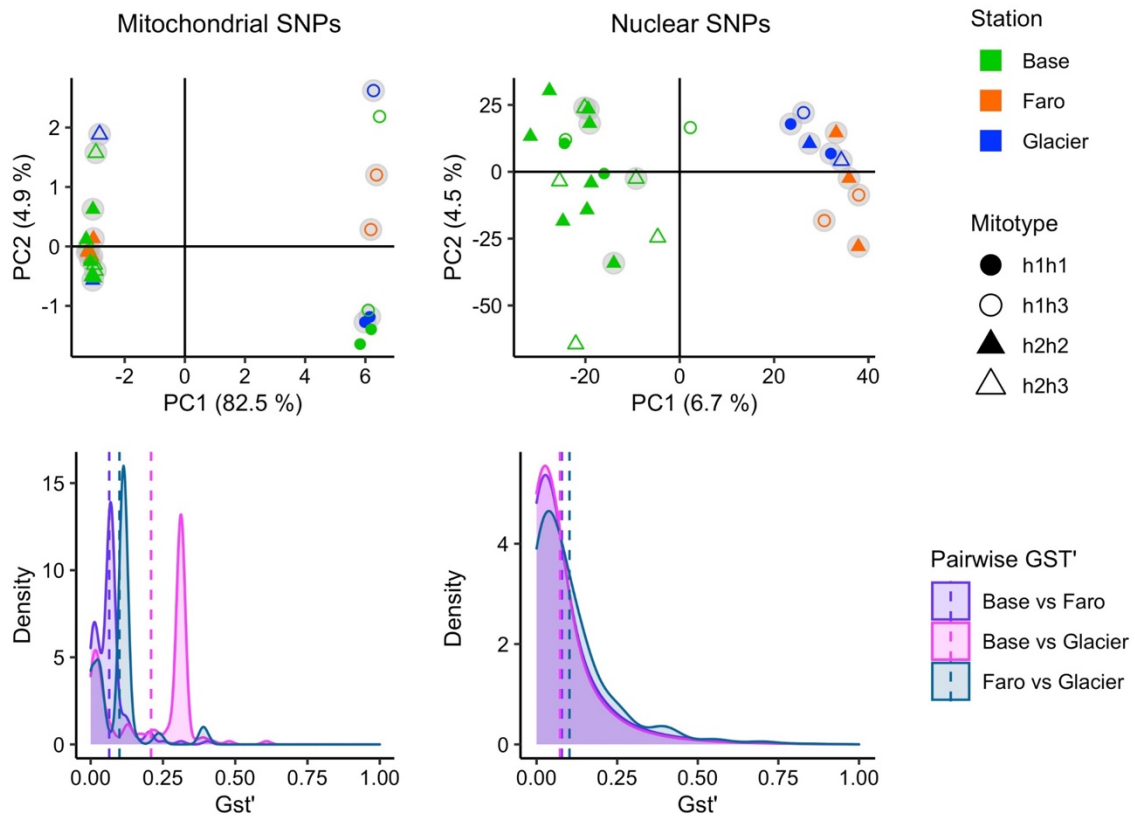 Mitochondrial SNPs
Nuclear SNPs
Station
Base
Faro
Glacier
Mitotype
h1h1
h1h3
h2h2
h2h3
PC2 (4.9 %)
2
1
0
-1
-2
0
2
4
6
PC1 (82.5 %)
PC2 (4.5 %)
25
0
-25
-50
-20
0
20
40
PC1 (6.7 %)
Density
15
10
5
0
0.00
0.25
0.50
0.75
1.00
Gst'
Density
4
2
0
0.00
0.25
0.50
0.75
1.00
Gst'
Pairwise GST'
Base vs Faro
Base vs Glacier
Faro vs Glacier